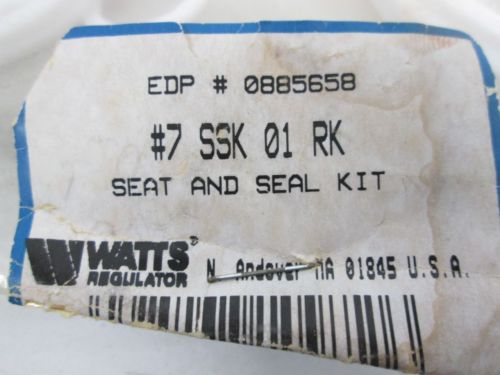 EDP # 0885658
#7 SSK 01 RK
SEAT AND SEAL KIT
WATTS®
REGULATOR
N. Andover MA 01845 U.S.A.